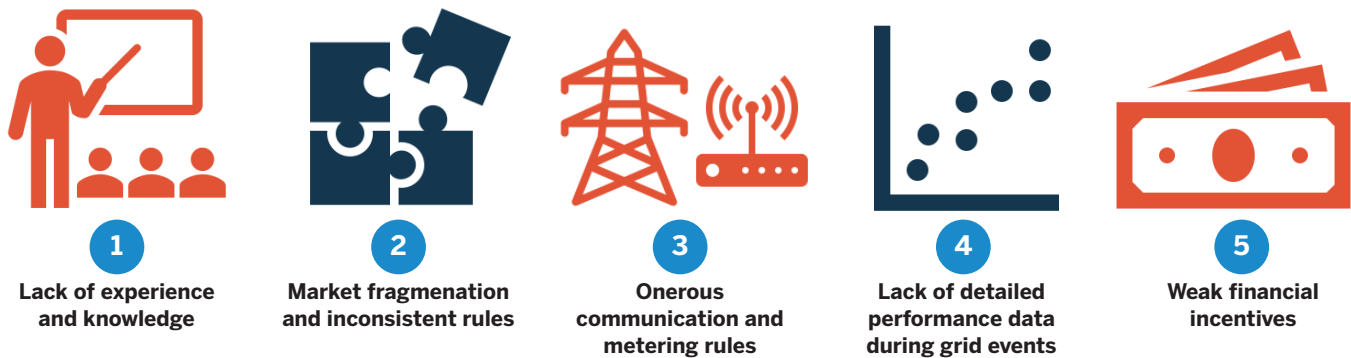 1
Lack of experience
and knowledge
2
Market fragmenation
and inconsistent rules
3
Onerous
communication and
metering rules
4
Lack of detailed
performance data
during grid events
5
Weak financial
incentives